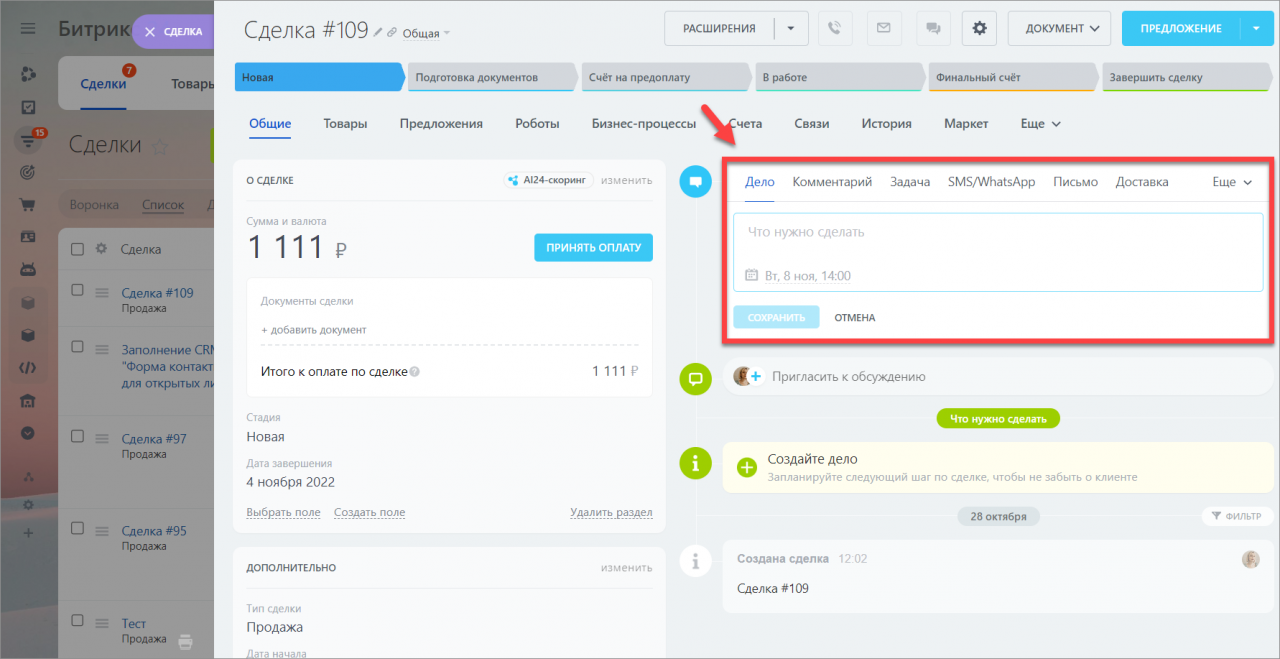 Битрик
СДЕЛКА
Сделки
7
Товары
15
Сделки
Воронка
Список
Сделка
Сделка #109
Продажа
Заполнение CRM
"Форма контакт
для открытых ли
Сделка #97
Продажа
Сделка #95
Продажа
Тест
Продажа
Сделка #109
Общая
РАСШИРЕНИЯ
ДОКУМЕНТ
ПРЕДЛОЖЕНИЕ
Новая
Подготовка документов
Счёт на предоплату
В работе
Финальный счёт
Завершить сделку
Общие
Товары
Предложения
Роботы
Бизнес-процессы
Счета
Связи
История
Маркет
Еще
О СДЕЛКЕ
AI24-скоринг
изменить
Сумма и валюта
1 111 ₽
ПРИНЯТЬ ОПЛАТУ
Документы сделки
+ добавить документ
Итого к оплате по сделке
?
1 111 ₽
Стадия
Новая
Дата завершения
4 ноября 2022
Выбрать поле
Создать поле
Удалить раздел
ДОПОЛНИТЕЛЬНО
изменить
Тип сделки
Продажа
Дата начала
Дело
Комментарий
Задача
SMS/WhatsApp
Письмо
Доставка
Еще
Что нужно сделать
Вт, 8 ноя, 14:00
СОХРАНИТЬ
ОТМЕНА
Пригласить к обсуждению
Что нужно сделать
Создайте дело
Запланируйте следующий шаг по сделке, чтобы не забыть о клиенте
28 октября
ФИЛЬТР
Создана сделка 12:02
Сделка #109